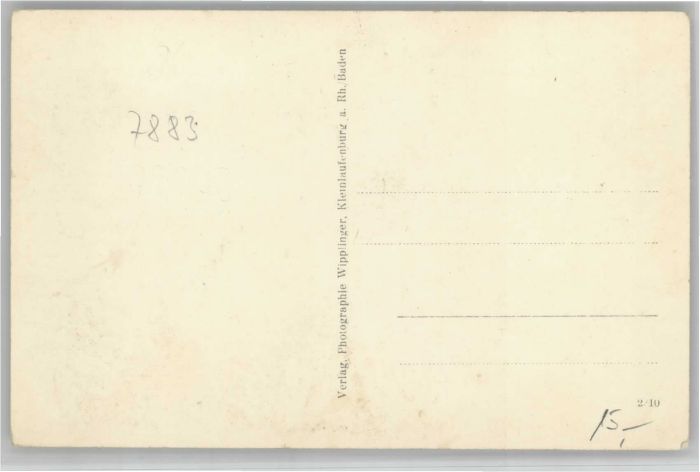 7883
Verlag, Photographie Wipplinger, Kleinlaufenburg a. Rh. Baden
2/10
15,–